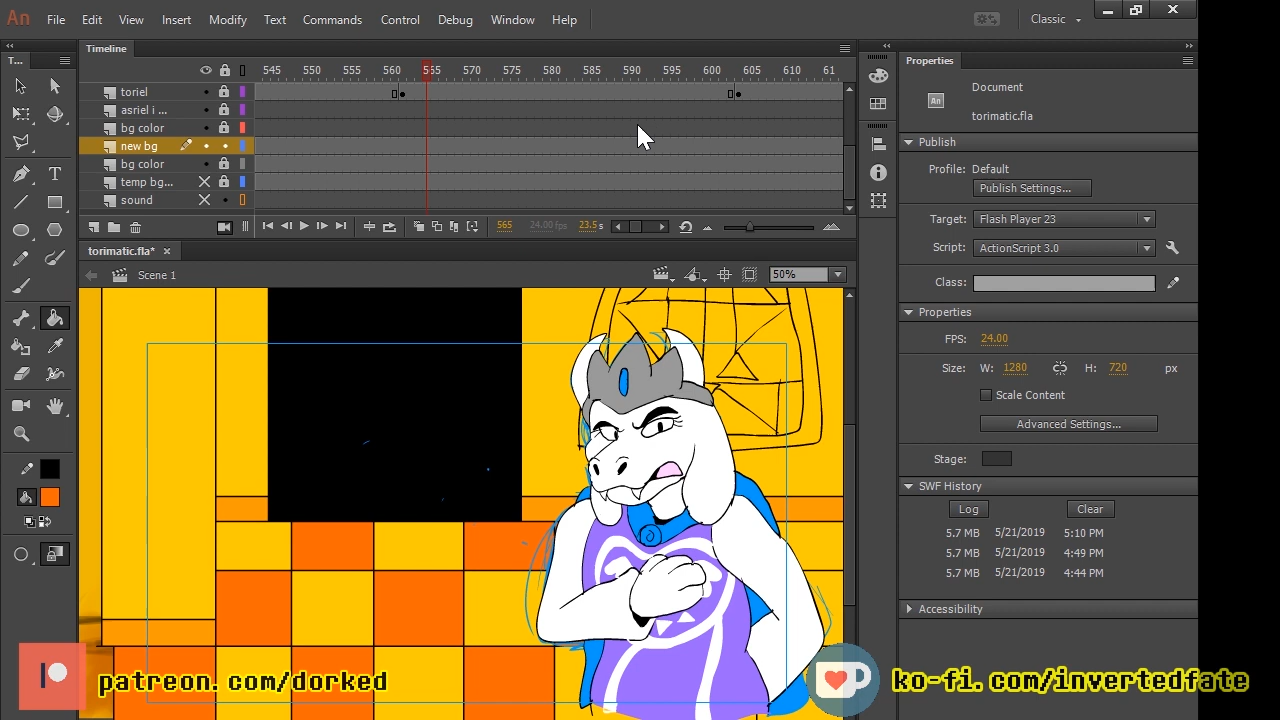 An File Edit View Insert Modify Text Commands Control Debug Window Help Classic
Timeline
545 550 555 560 565 570 575 580 585 590 595 600 605 610 61
toriel
asriel i ...
bg color
new bg
bg color
temp bg...
sound
565 24.00 fps 23.5 s
torimatic.fla*
Scene 1 50%
T...
Properties
Document
An torimatic.fla
Publish
Profile: Default
Publish Settings...
Target: Flash Player 23
Script: ActionScript 3.0
Class:
Properties
FPS: 24.00
Size: W: 1280 H: 720 px
Scale Content
Advanced Settings...
Stage:
SWF History
Log Clear
5.7 MB 5/21/2019 5:10 PM
5.7 MB 5/21/2019 4:49 PM
5.7 MB 5/21/2019 4:44 PM
Accessibility
patreon.com/dorked
ko-fi.com/invertedfate